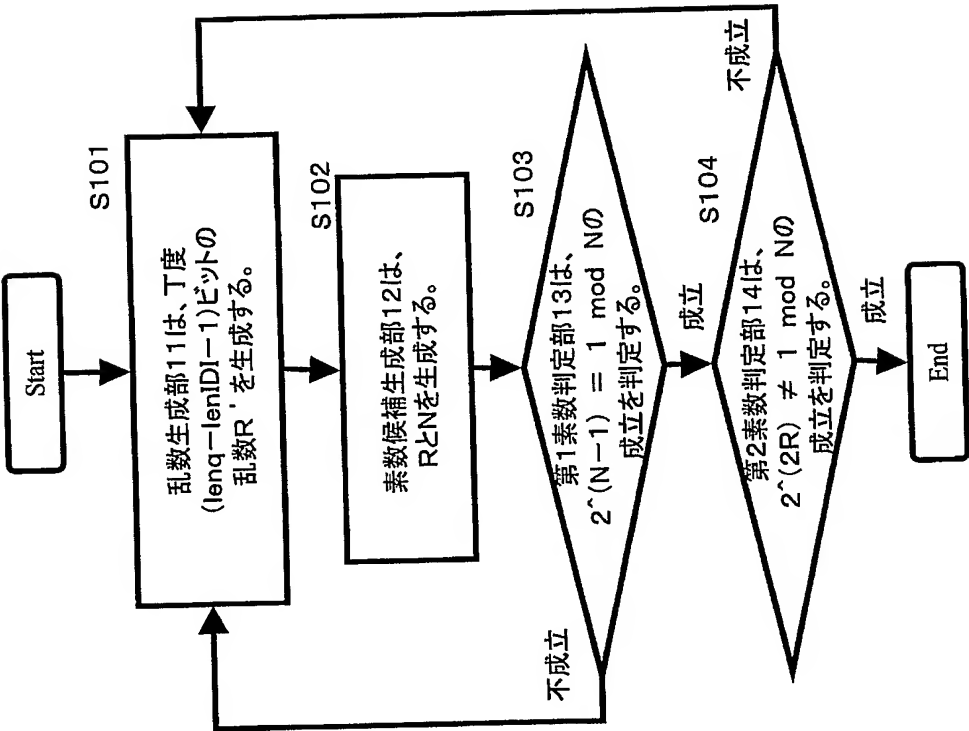 Start
S101
乱数生成部11は、丁度
(lenq−lenIDI−1)ビットの
乱数R'を生成する。
S102
素数候補生成部12は、
RとNを生成する。
S103
第1素数判定部13は、
2^(N−1) = 1 mod Nの
成立を判定する。
不成立
成立
S104
第2素数判定部14は、
2^(2R) ≠ 1 mod Nの
成立を判定する。
不成立
成立
End